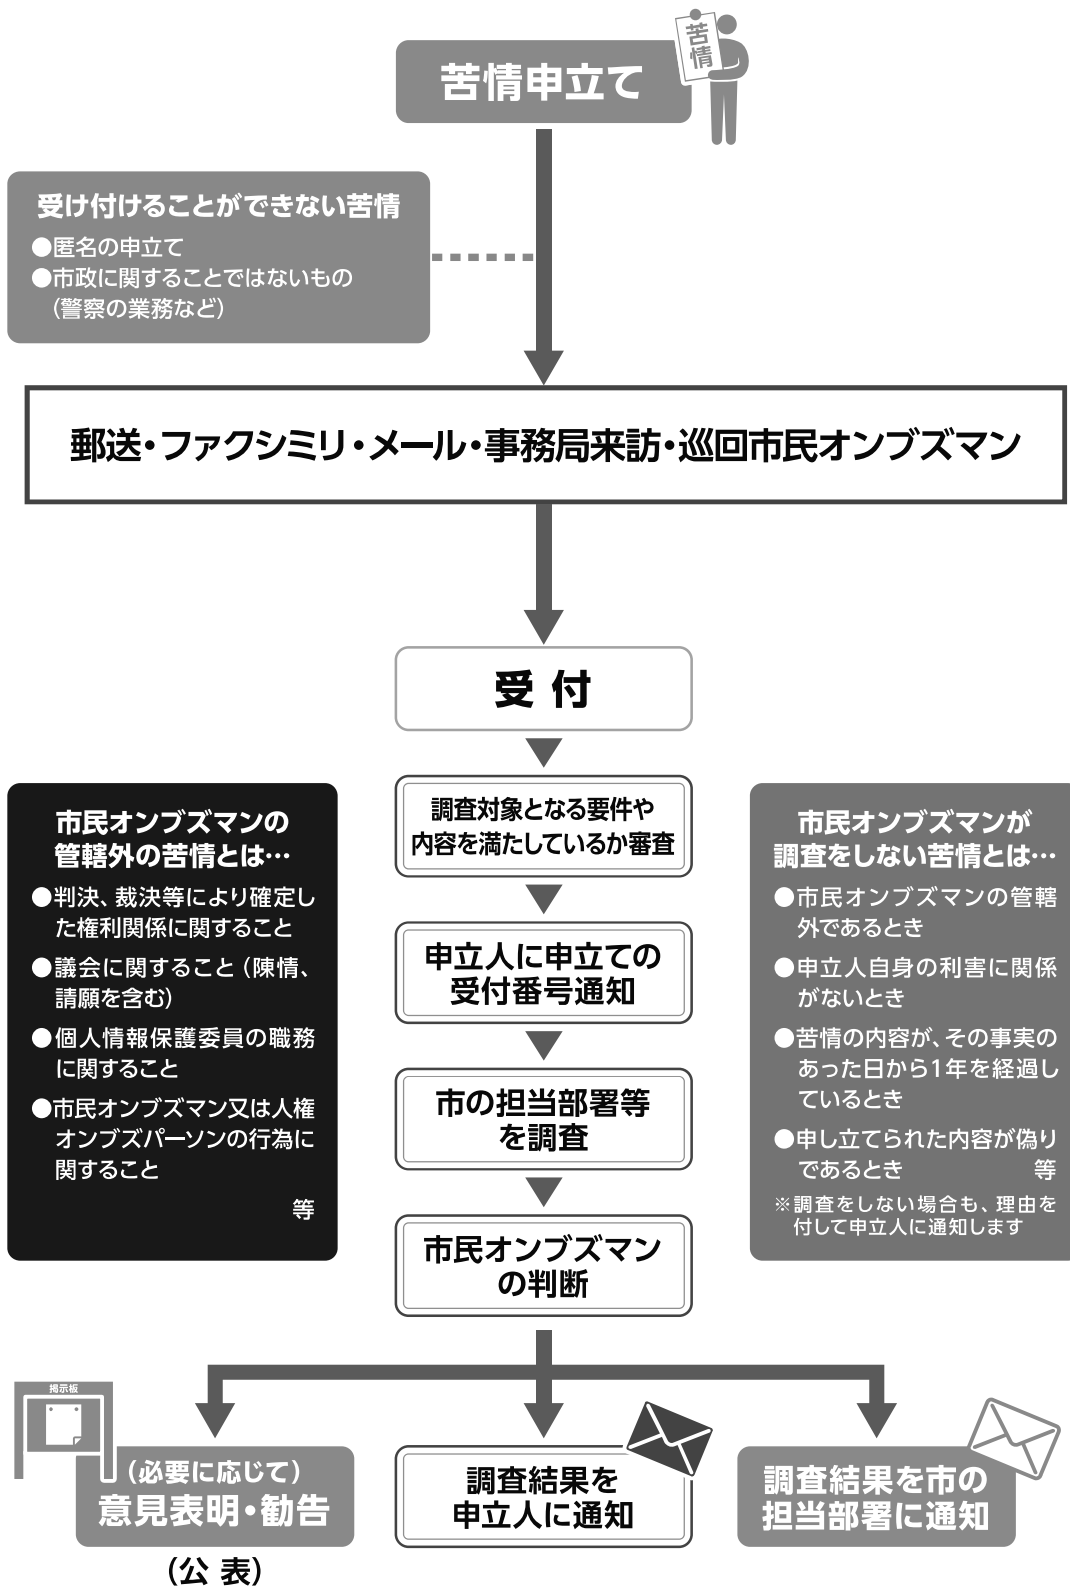 苦情
苦情申立て
受け付けることができない苦情
●匿名の申立て
●市政に関することではないもの
（警察の業務など）
郵送・ファクシミリ・メール・事務局来訪・巡回市民オンブズマン
受 付
調査対象となる要件や
内容を満たしているか審査
申立人に申立ての
受付番号通知
市の担当部署等
を調査
市民オンブズマン
の判断
市民オンブズマンの
管轄外の苦情とは…
●判決、裁決等により確定し
た権利関係に関すること
●議会に関すること（陳情、
請願を含む）
●個人情報保護委員の職務
に関すること
●市民オンブズマン又は人権
オンブズパーソンの行為に
関すること
等
市民オンブズマンが
調査をしない苦情とは…
●市民オンブズマンの管轄
外であるとき
●申立人自身の利害に関係
がないとき
●苦情の内容が、その事実の
あった日から1年を経過し
ているとき
●申し立てられた内容が偽り
であるとき 等
※調査をしない場合も、理由を
付して申立人に通知します
掲示板
（必要に応じて）
意見表明・勧告
（公 表）
調査結果を
申立人に通知
調査結果を市の
担当部署に通知